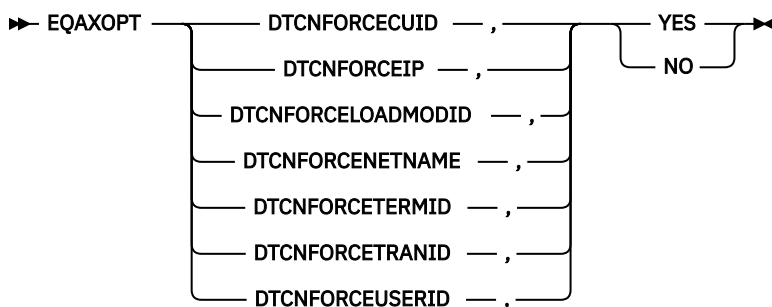 EQAXOPT DTCNFORCECUID , YES
DTCNFORCEIP , NO
DTCNFORCELOADMODID ,
DTCNFORCENETNAME ,
DTCNFORCETERMID ,
DTCNFORCETRANID ,
DTCNFORCEUSERID ,